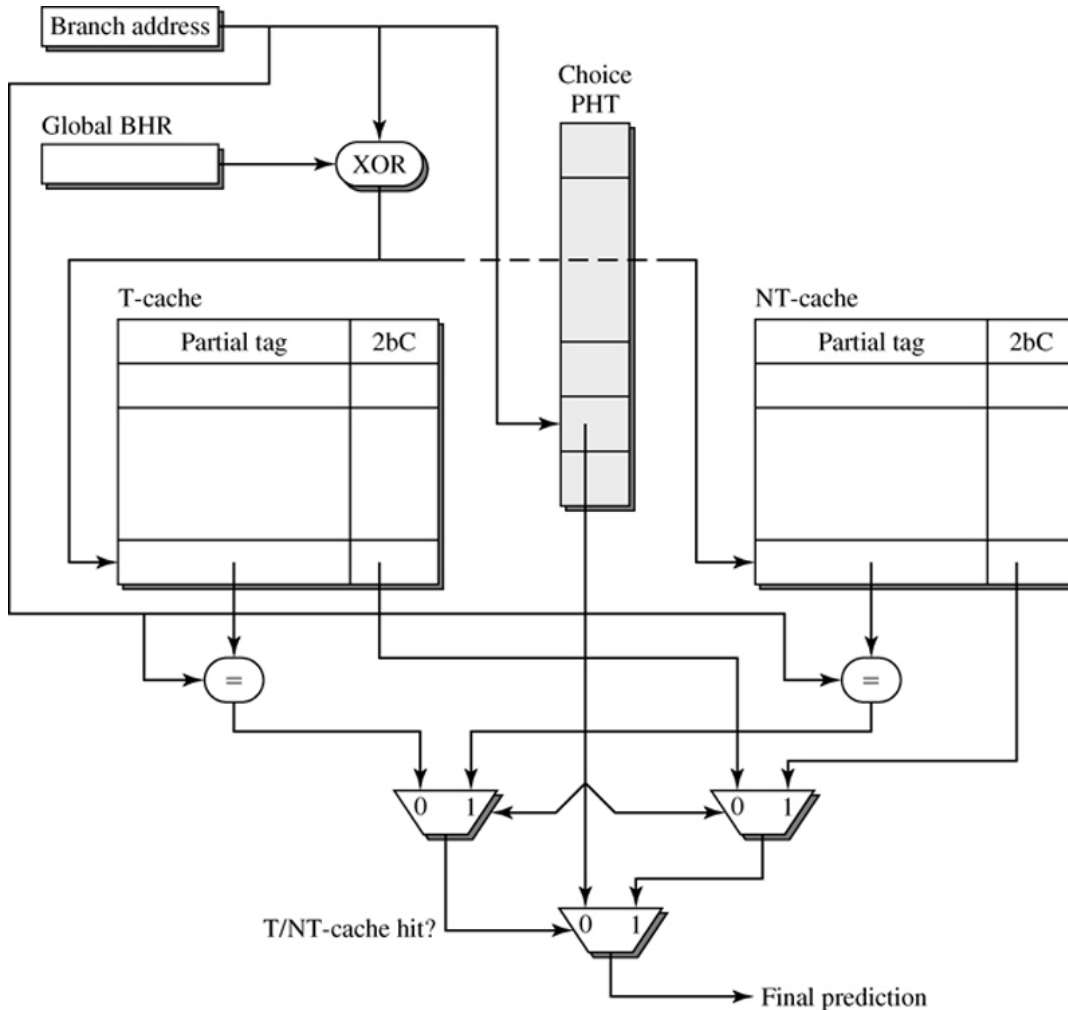 Branch address
Choice
PHT
Global BHR
XOR
T-cache
NT-cache
Partial tag 2bC
Partial tag 2bC
= =
0 1
0 1
T/NT-cache hit?
0 1
Final prediction